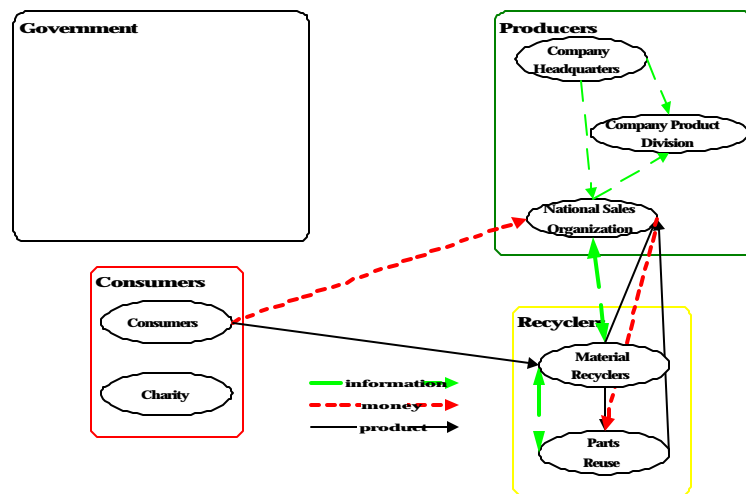 Government
Producers
Company
Headquarters
Company Product
Division
National Sales
Organization
Consumers
Consumers
Charity
Recycler
Material
Recyclers
Parts
Reuse
information
money
product